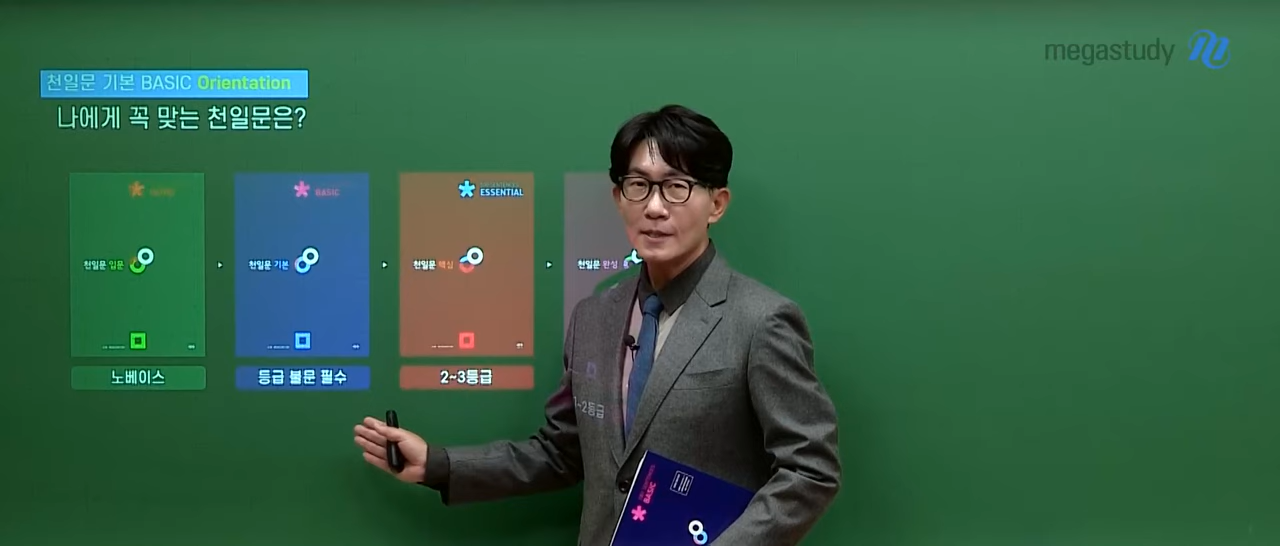 megastudy
천일문 기본 BASIC Orientation
나에게 꼭 맞는 천일문은?
BASIC
ESSENTIAL
천일문 입문
천일문 기본
천일문 핵심
천일문 완성
노베이스
등급 불문 필수
2~3등급
1~2등급
BASIC